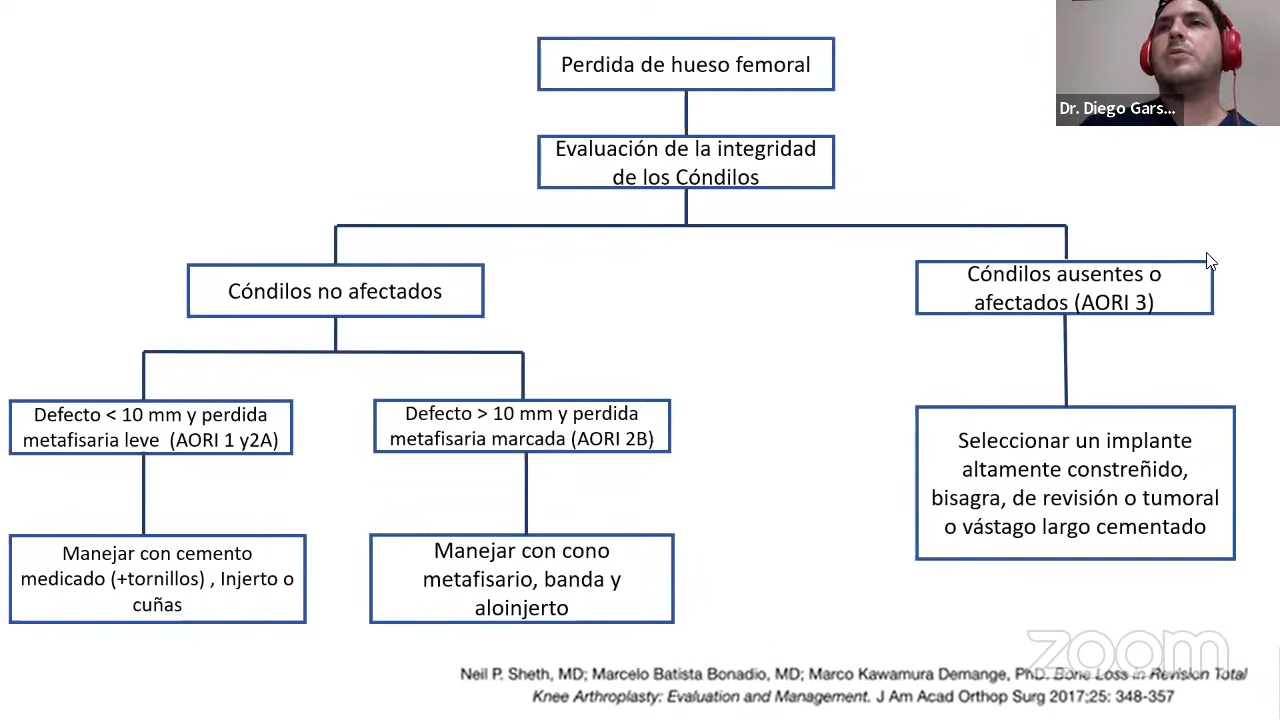 Perdida de hueso femoral
Dr. Diego Gars...
Evaluación de la integridad
de los Cóndilos
Cóndilos no afectados
Cóndilos ausentes o
afectados (AORI 3)
Defecto < 10 mm y perdida
metafisaria leve  (AORI 1 y2A)
Defecto > 10 mm y perdida
metafisaria marcada (AORI 2B)
Seleccionar un implante
altamente constreñido,
bisagra, de revisión o tumoral
o vástago largo cementado
Manejar con cemento
medicado (+tornillos) , Injerto o
cuñas
Manejar con cono
metafisario, banda y
aloinjerto
zoom
Neil P. Sheth, MD; Marcelo Batista Bonadio, MD; Marco Kawamura Demange, PhD. Bone Loss in Revision Total
Knee Arthroplasty: Evaluation and Management. J Am Acad Orthop Surg 2017;25: 348-357